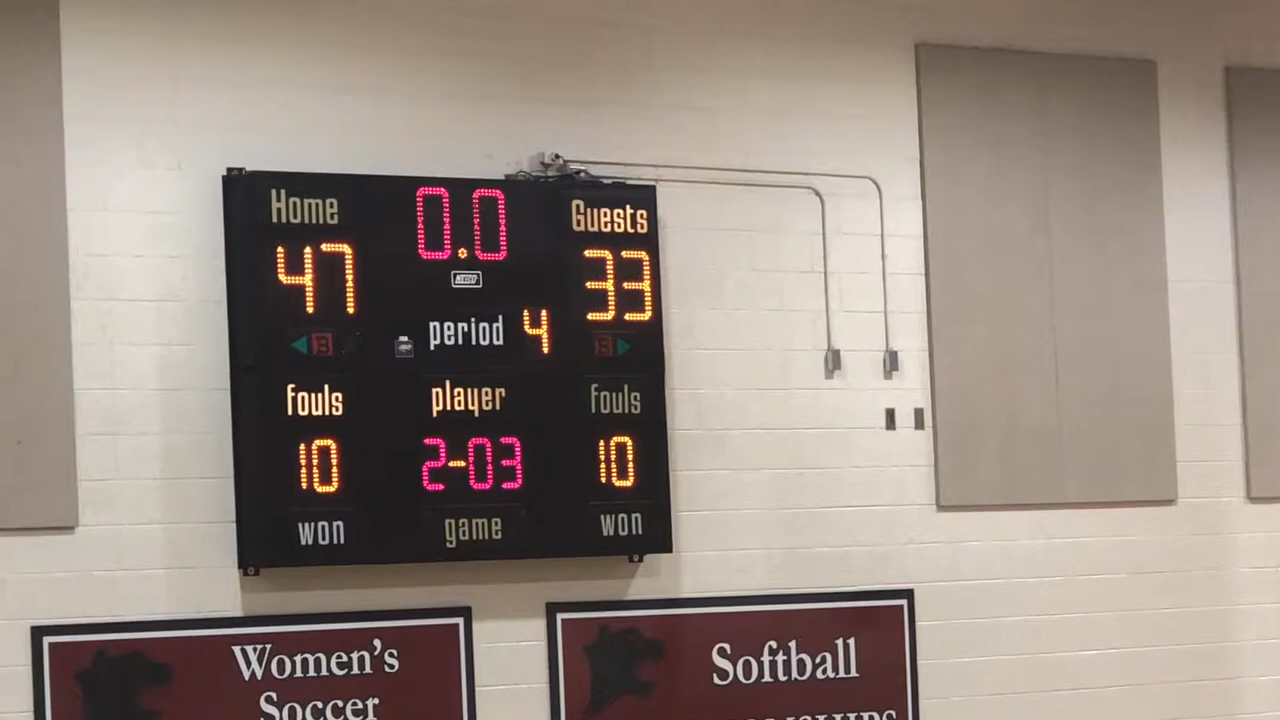 Home 0.0 Guests
47 33
period 4
B B
fouls player fouls
10 2-03 10
won game won
Women's
Soccer
Softball